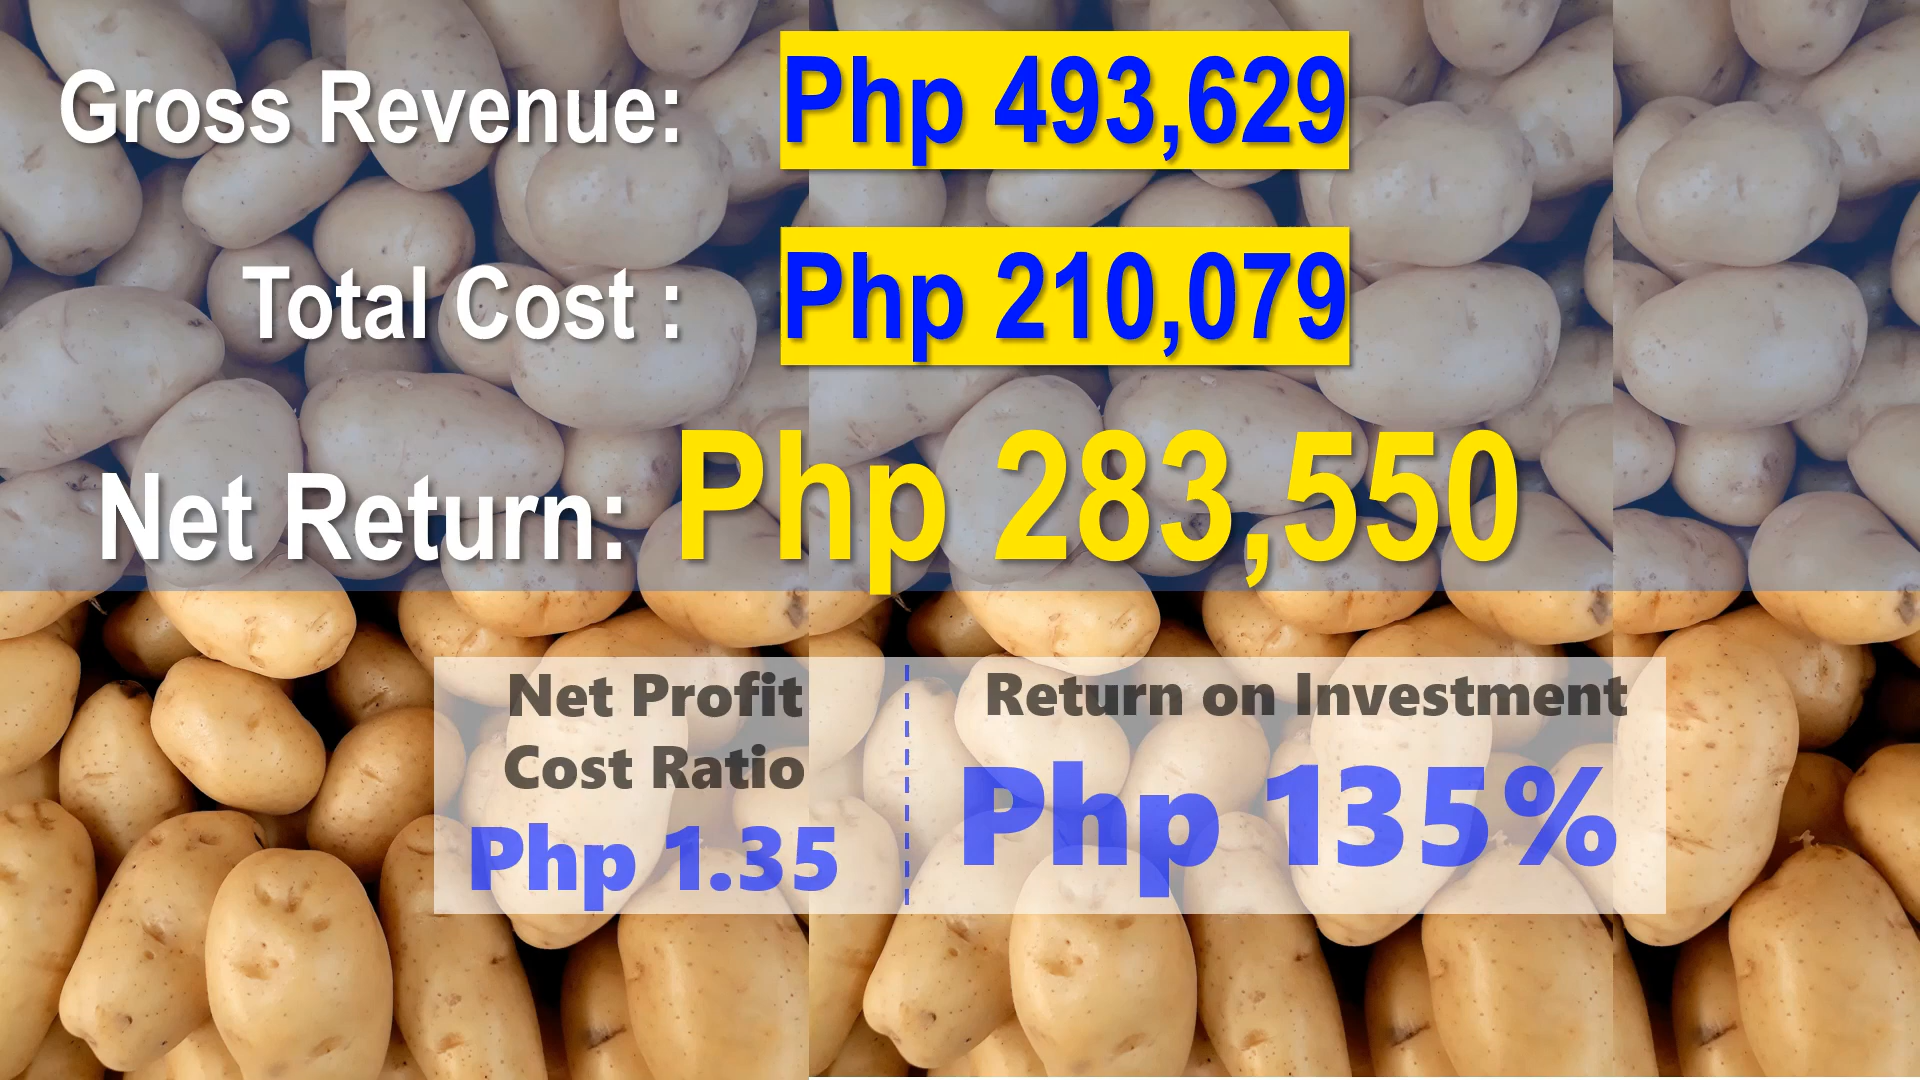 Gross Revenue: Php 493,629
Total Cost : Php 210,079
Net Return: Php 283,550
Net Profit
Cost Ratio
Php 1.35
Return on Investment
Php 135%